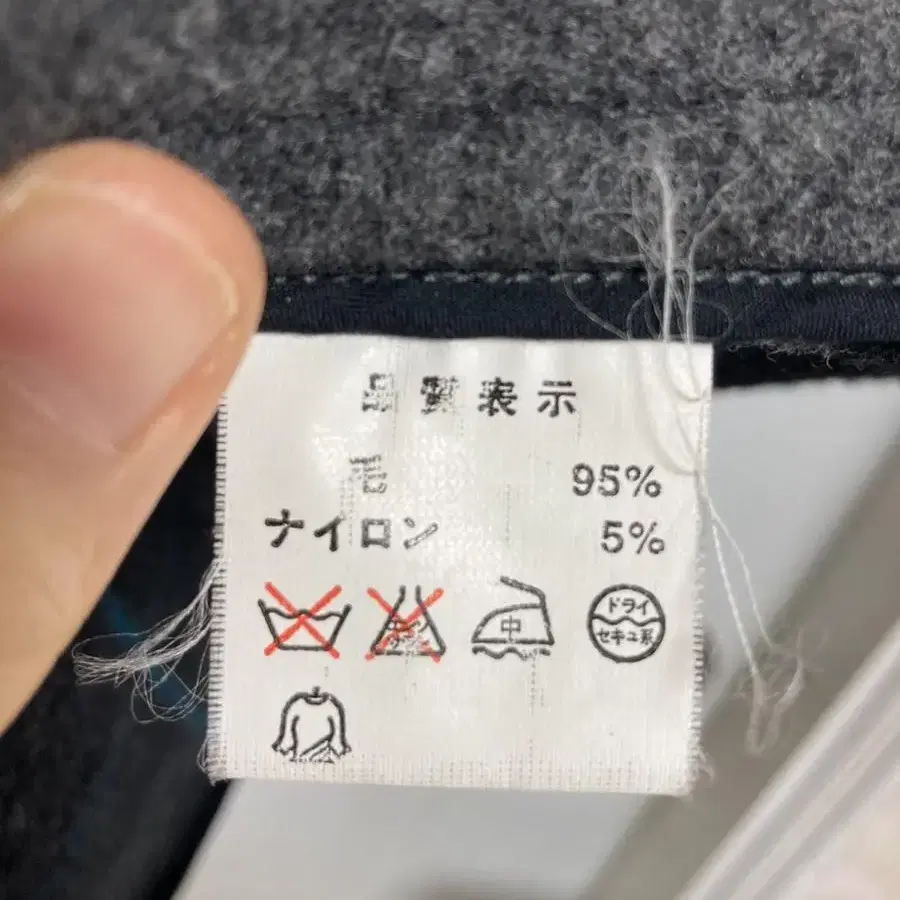 品質表示
毛 95%
ナイロン 5%
中 ドライ
セキユ系